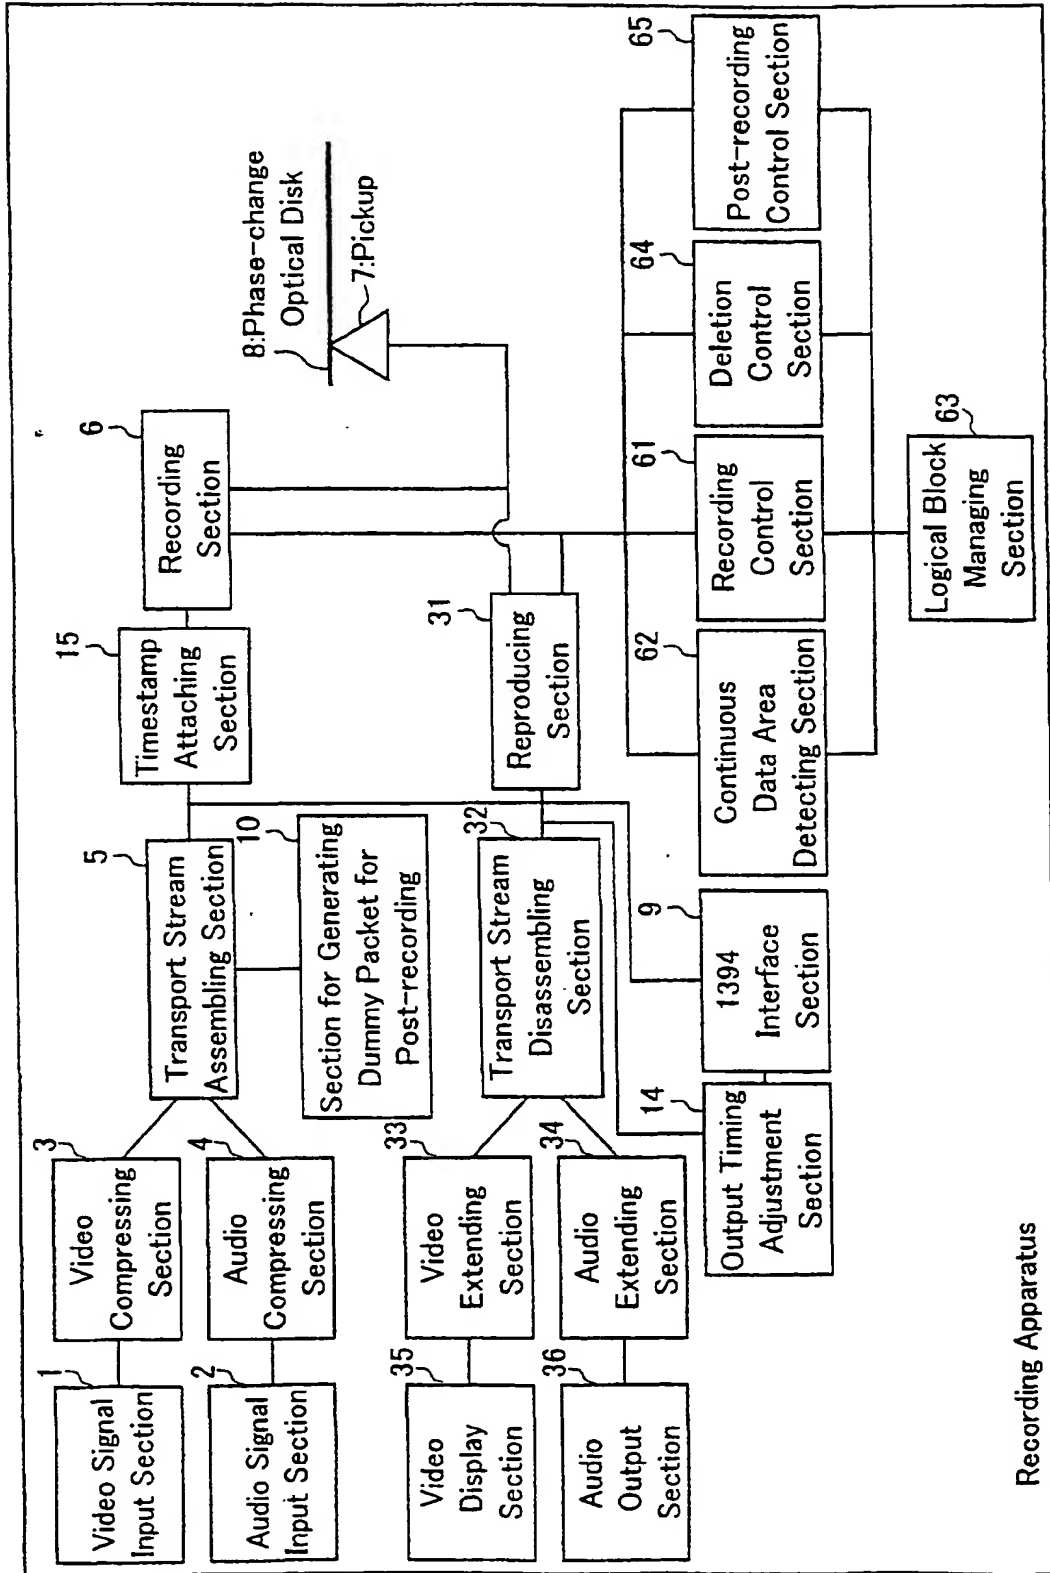 1
Video Signal
Input Section
3
Video
Compressing
Section
2
Audio Signal
Input Section
4
Audio
Compressing
Section
5
Transport Stream
Assembling Section
15
Timestamp
Attaching
Section
6
Recording
Section
8:Phase-change
Optical Disk
7:Pickup
10
Section for Generating
Dummy Packet for
Post-recording
35
Video
Display
Section
33
Video
Extending
Section
36
Audio
Output
Section
34
Audio
Extending
Section
32
Transport Stream
Disassembling
Section
31
Reproducing
Section
14
Output Timing
Adjustment
Section
9
1394
Interface
Section
62
Continuous
Data Area
Detecting Section
61
Recording
Control
Section
64
Deletion
Control
Section
65
Post-recording
Control Section
63
Logical Block
Managing
Section
Recording Apparatus